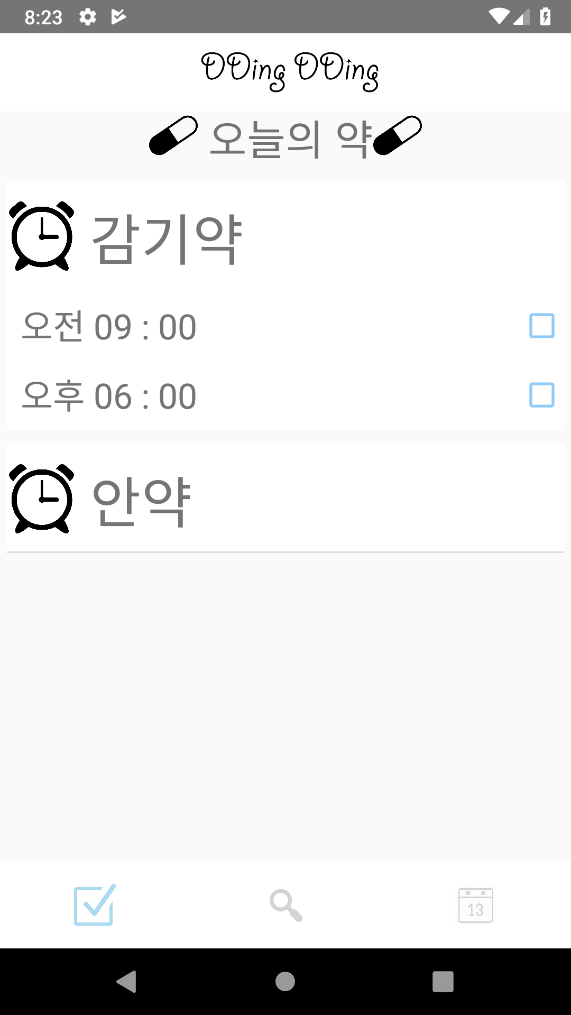 8:23
DDing DDing
오늘의 약
감기약
오전 09 : 00
오후 06 : 00
안약
13